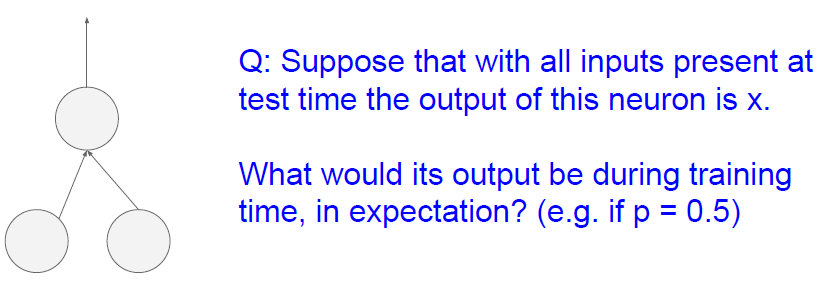 Q: Suppose that with all inputs present at
test time the output of this neuron is x.
What would its output be during training
time, in expectation? (e.g. if p = 0.5)